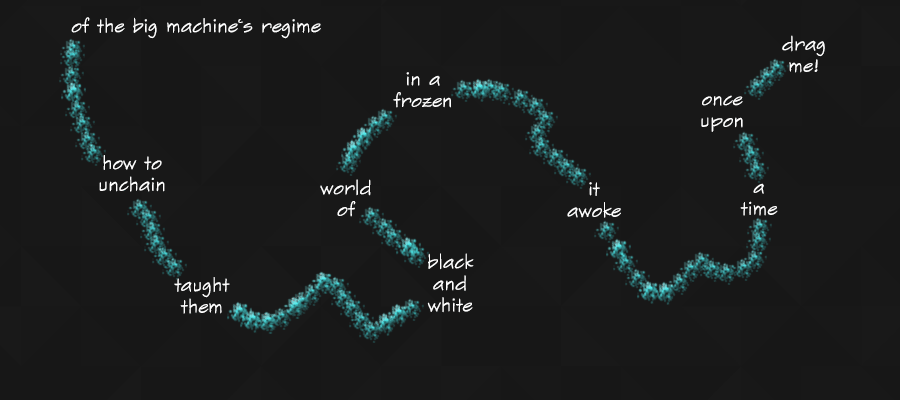 drag
me!
once
upon
a
time
it
awoke
in a
frozen
world
of
black
and
white
taught
them
how to
unchain
of the big machine's regime